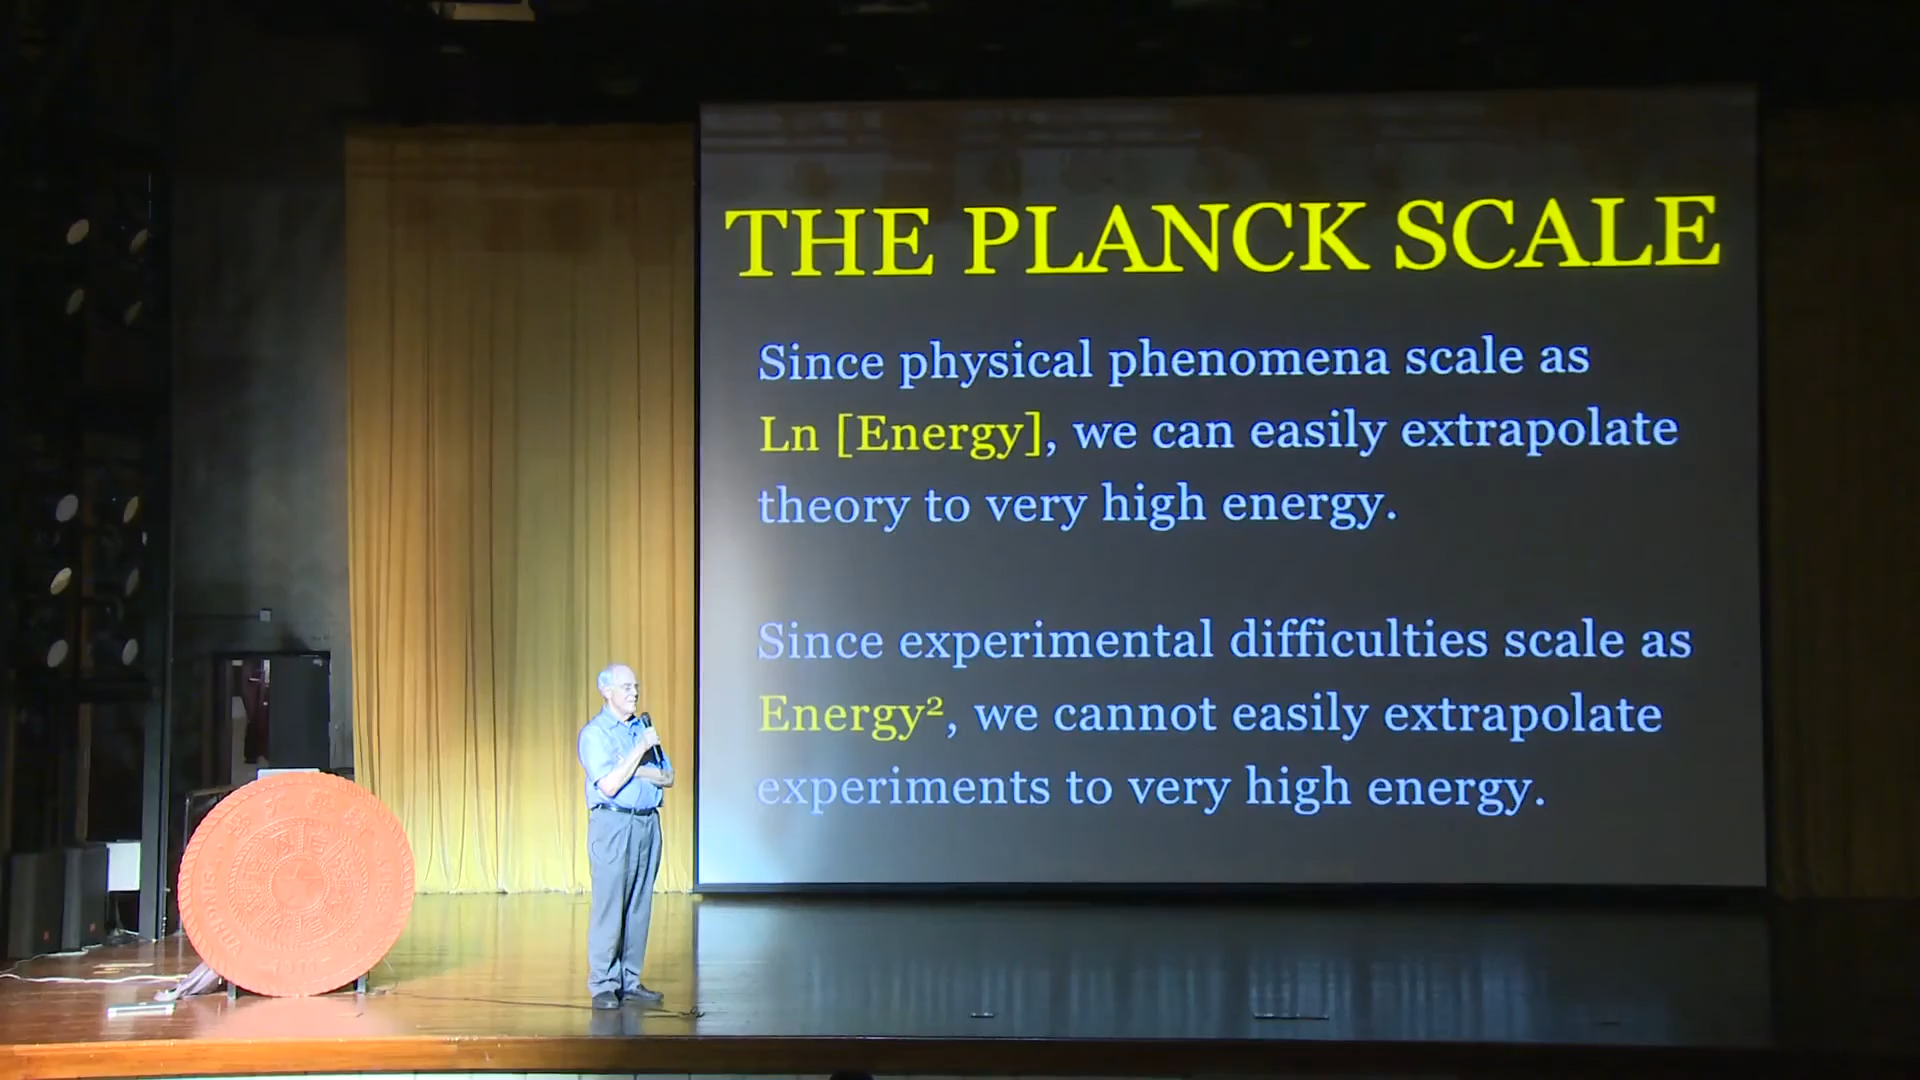 THE PLANCK SCALE
Since physical phenomena scale as
Ln [Energy], we can easily extrapolate
theory to very high energy.
Since experimental difficulties scale as
Energy², we cannot easily extrapolate
experiments to very high energy.